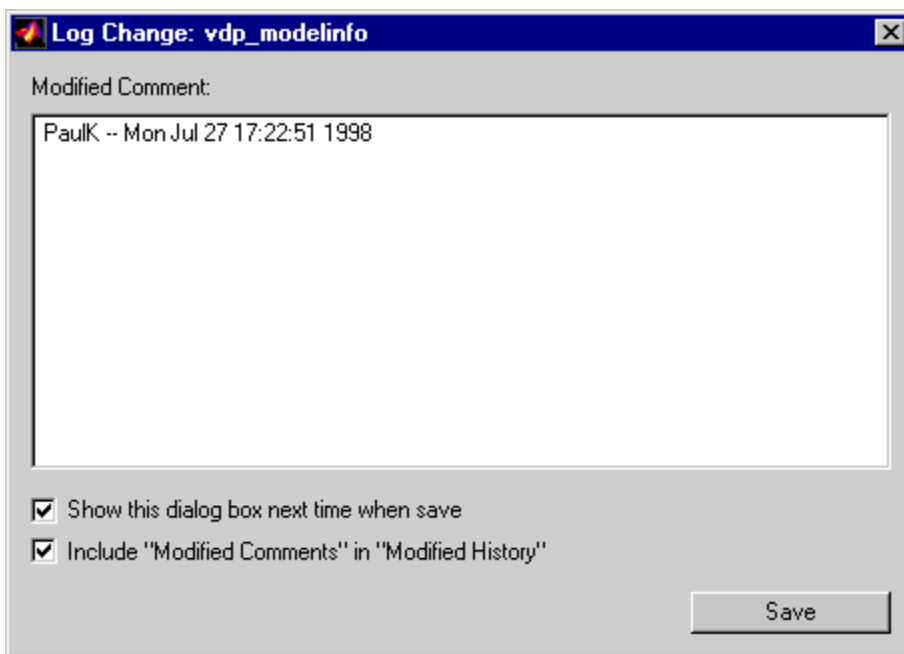 Log Change: vdp_modelinfo
Modified Comment:
PaulK -- Mon Jul 27 17:22:51 1998
Show this dialog box next time when save
Include "Modified Comments" in "Modified History"
Save